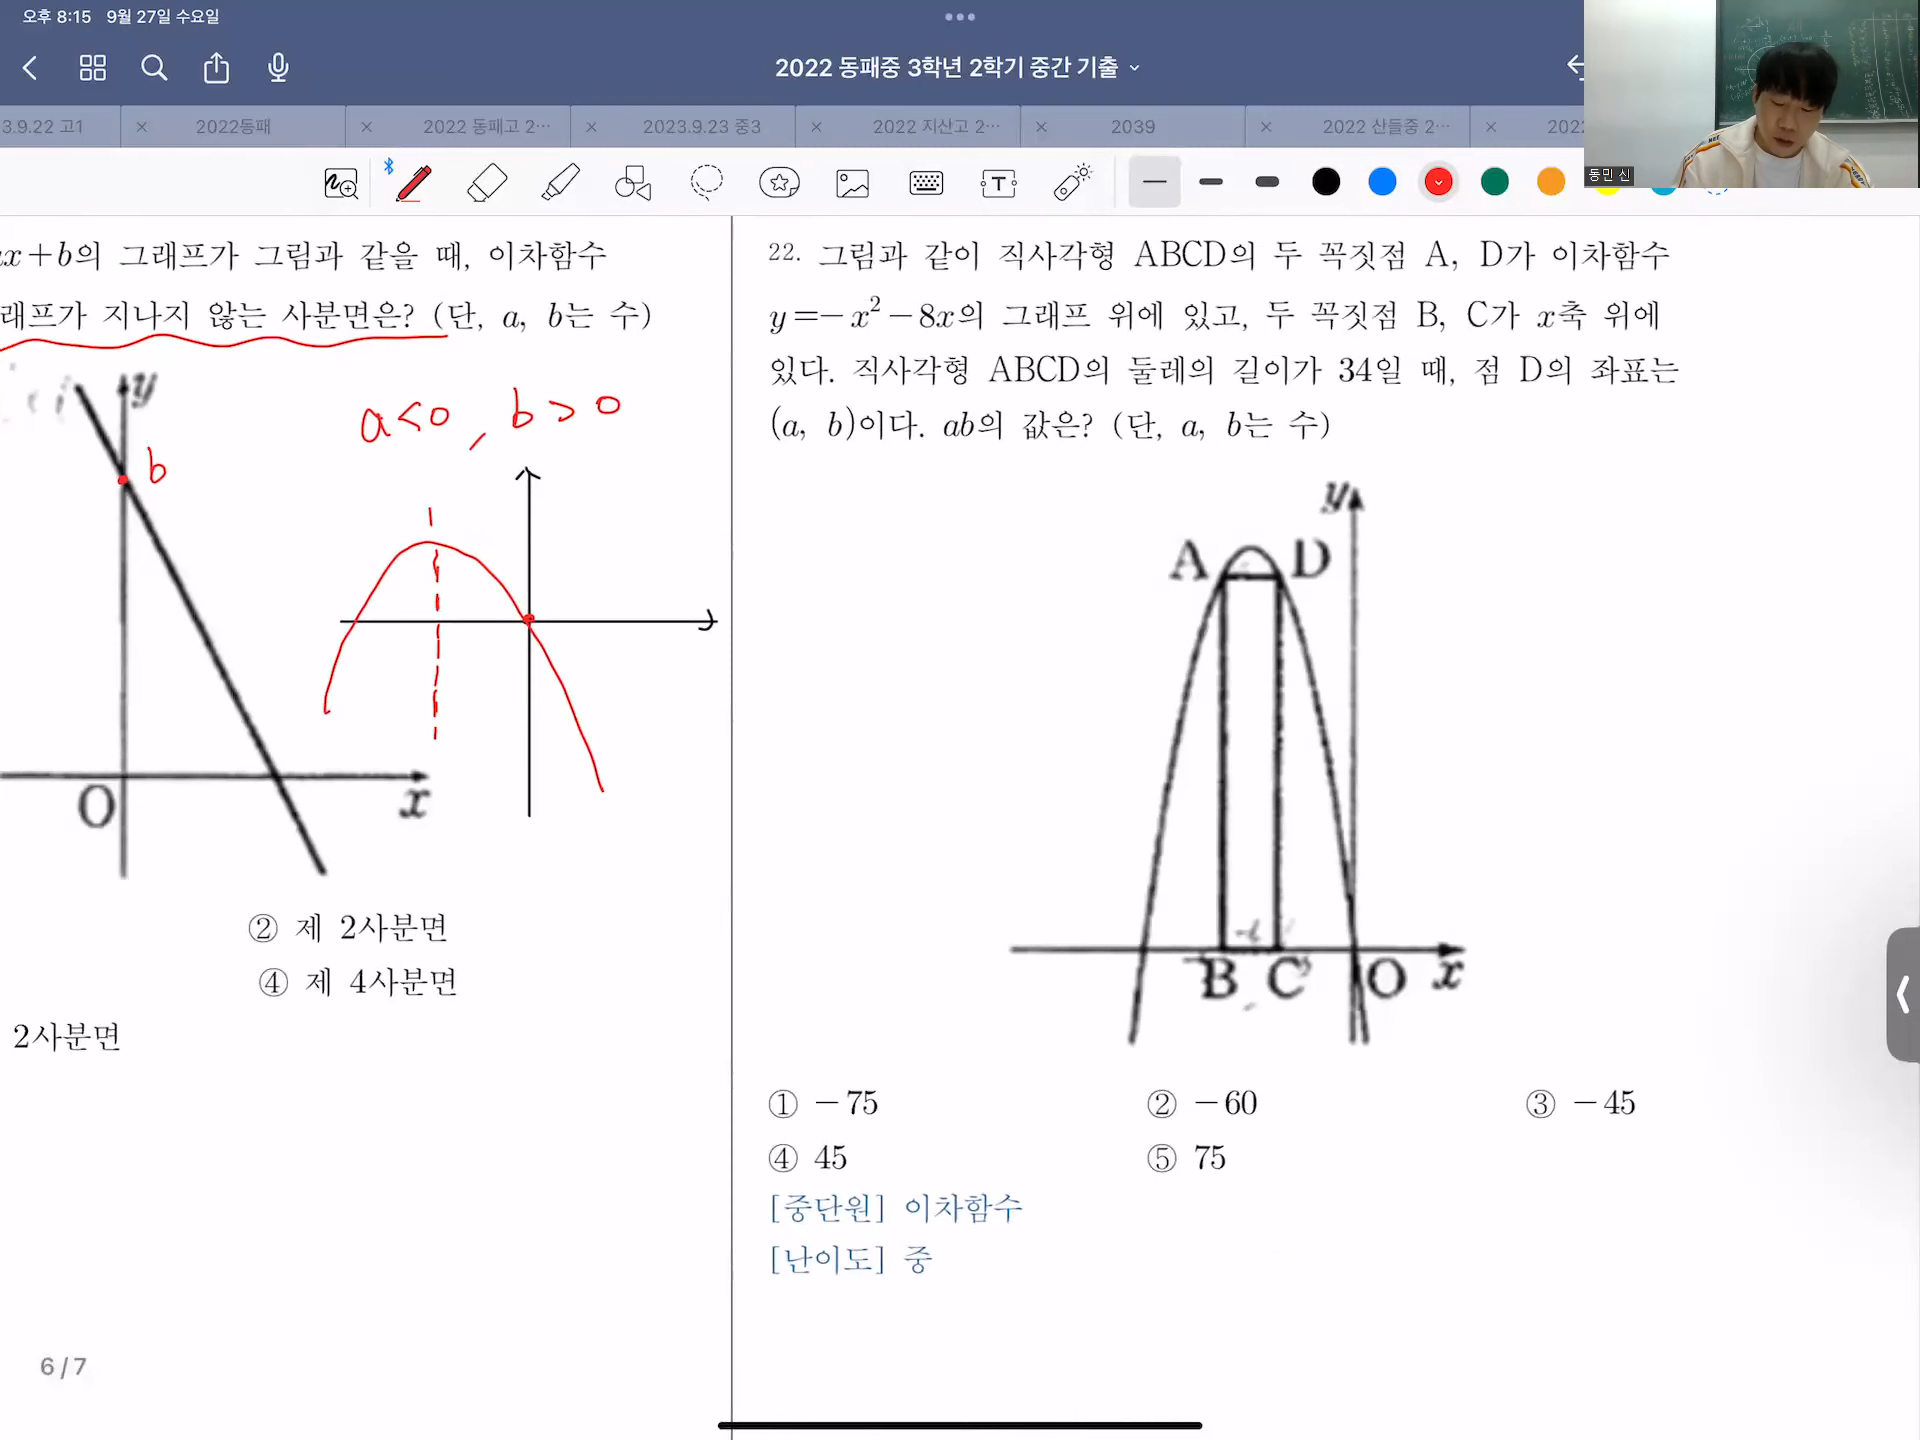 오후 8:15 9월 27일 수요일
2022 동패중 3학년 2학기 중간 기출
3.9.22 고1
2022동패
2022 동패고 2…
2023.9.23 중3
2022 지산고 2…
2039
2022 산들중 2…
202
동민 신
x+b의 그래프가 그림과 같을 때, 이차함수
래프가 지나지 않는 사분면은? (단, a, b는 수)
a<0, b>0
y
b
O
x
② 제 2사분면
④ 제 4사분면
2사분면
6/7
22. 그림과 같이 직사각형 ABCD의 두 꼭짓점 A, D가 이차함수
y=-x²-8x의 그래프 위에 있고, 두 꼭짓점 B, C가 x축 위에
있다. 직사각형 ABCD의 둘레의 길이가 34일 때, 점 D의 좌표는
(a, b)이다. ab의 값은? (단, a, b는 수)
y
A D
B C O x
① -75 ② -60 ③ -45
④ 45 ⑤ 75
[중단원] 이차함수
[난이도] 중